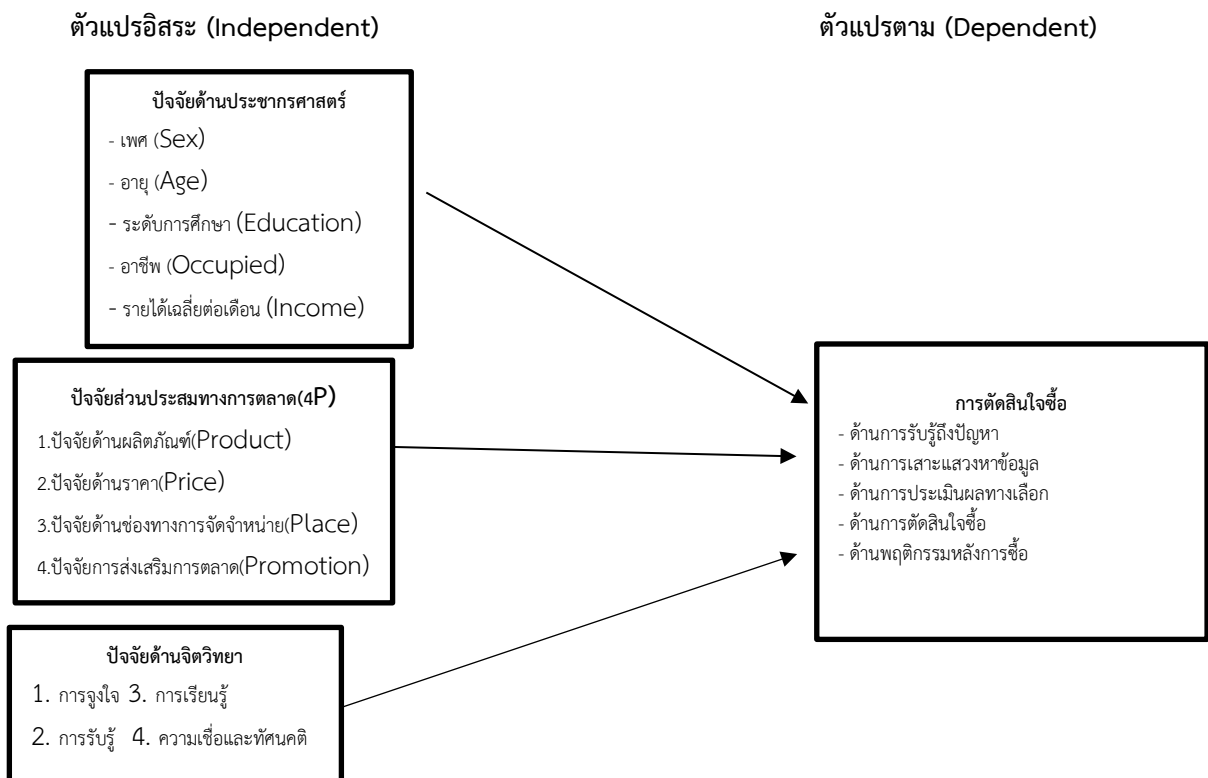 ตัวแปรอิสระ (Independent)
ตัวแปรตาม (Dependent)
ปัจจัยด้านประชากรศาสตร์
- เพศ (Sex)
- อายุ (Age)
- ระดับการศึกษา (Education)
- อาชีพ (Occupied)
- รายได้เฉลี่ยต่อเดือน (Income)
ปัจจัยส่วนประสมทางการตลาด(4P)
1.ปัจจัยด้านผลิตภัณฑ์(Product)
2.ปัจจัยด้านราคา(Price)
3.ปัจจัยด้านช่องทางการจัดจำหน่าย(Place)
4.ปัจจัยการส่งเสริมการตลาด(Promotion)
ปัจจัยด้านจิตวิทยา
1. การจูงใจ 3. การเรียนรู้
2. การรับรู้ 4. ความเชื่อและทัศนคติ
การตัดสินใจซื้อ
- ด้านการรับรู้ถึงปัญหา
- ด้านการเสาะแสวงหาข้อมูล
- ด้านการประเมินผลทางเลือก
- ด้านการตัดสินใจซื้อ
- ด้านพฤติกรรมหลังการซื้อ